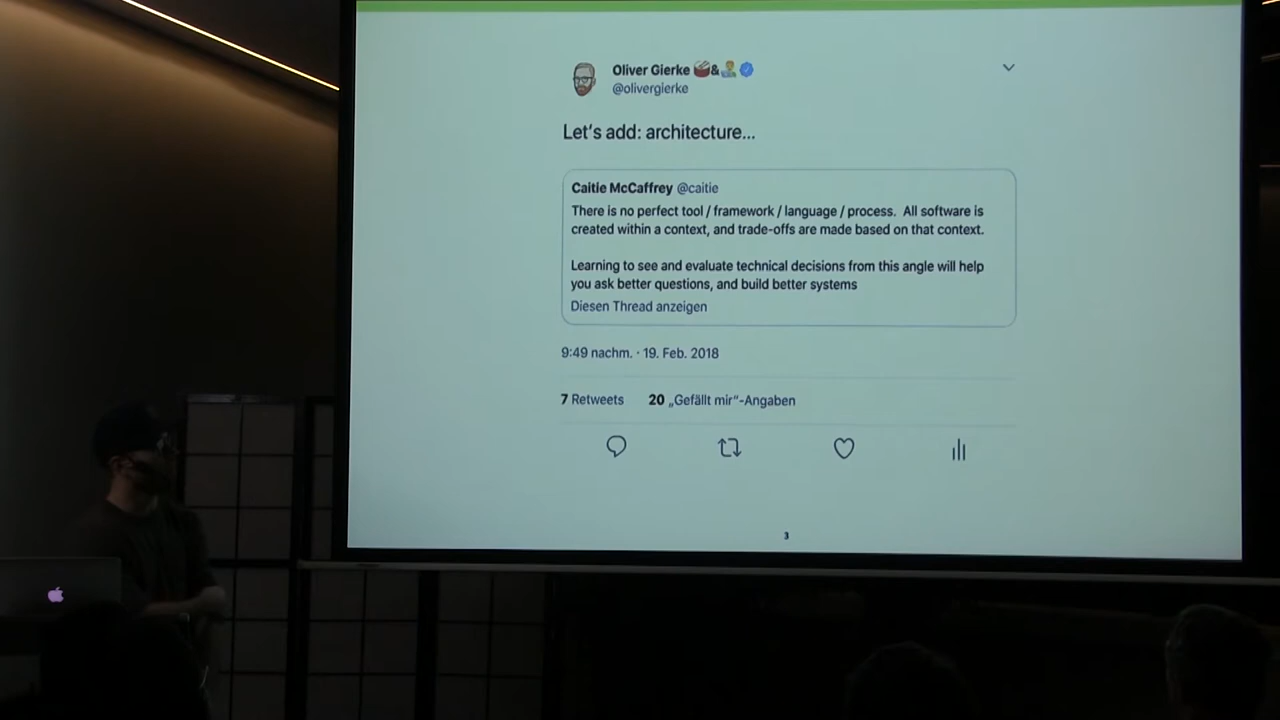 Oliver Gierke 🥁&👨‍💼
@olivergierke
Let's add: architecture...
Caitie McCaffrey @caitie
There is no perfect tool / framework / language / process. All software is
created within a context, and trade-offs are made based on that context.
Learning to see and evaluate technical decisions from this angle will help
you ask better questions, and build better systems
Diesen Thread anzeigen
9:49 nachm. · 19. Feb. 2018
7 Retweets 20 „Gefällt mir“-Angaben
3